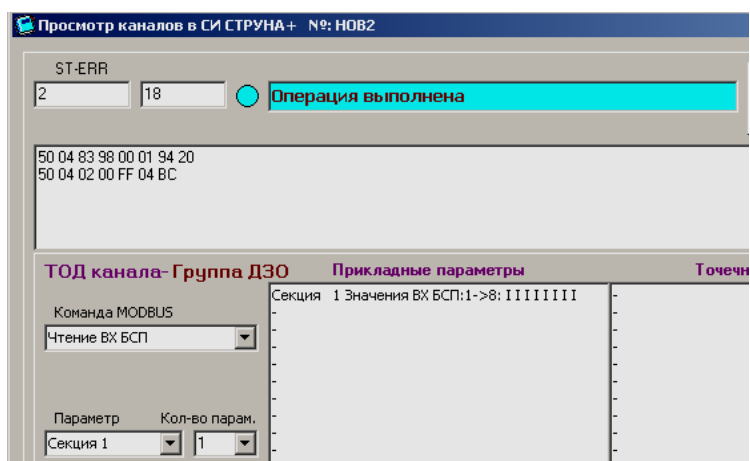 Просмотр каналов в СИ СТРУНА+ №: НОВ2
ST-ERR
2 18 Операция выполнена
50 04 83 98 00 01 94 20
50 04 02 00 FF 04 BC
ТОД канала- Группа ДЗО Прикладные параметры Точечн
Секция 1 Значения ВХ БСП:1->8: I I I I I I I I
Команда MODBUS
Чтение ВХ БСП
Параметр Кол-во парам.
Секция 1 1